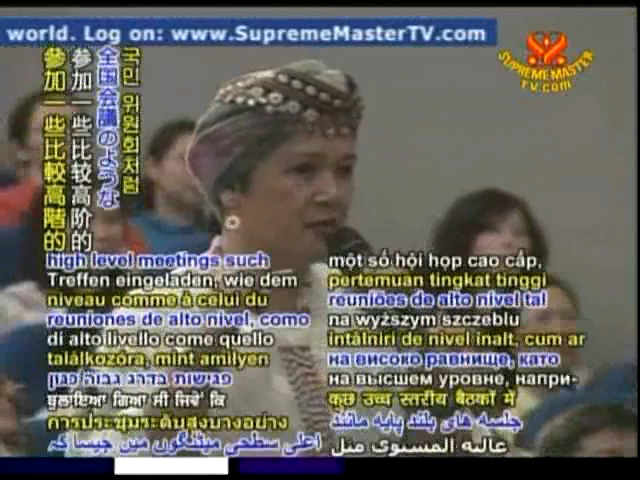 world. Log on: www.SupremeMasterTV.com
SUPREME MASTER
TV.com
국민 위원회처럼
全国会議のような
参加一些比较高阶的
參加一些比較高階的
high level meetings such
Treffen eingeladen, wie dem
niveau comme à celui du
reuniones de alto nivel, como
di alto livello come quello
találkozóra, mint amilyen
פגישות בדרג גבוה כגון
ਬੁਲਾਇਆ ਗਿਆ ਸੀ ਜਿਵੇਂ ਕਿ
การประชุมระดับสูงบางอย่าง
اعلی سطحی میٹنگوں میں جیسا کہ
một số hội họp cao cấp,
pertemuan tingkat tinggi
reuniões de alto nível tal
na wyższym szczeblu
întâlniri de nivel înalt, cum ar
на високо равнище, като
на высшем уровне, напри-
कुछ उच्च स्तरीय बैठकों में
جلسه های بلند پایه مانند
عالية المستوى مثل